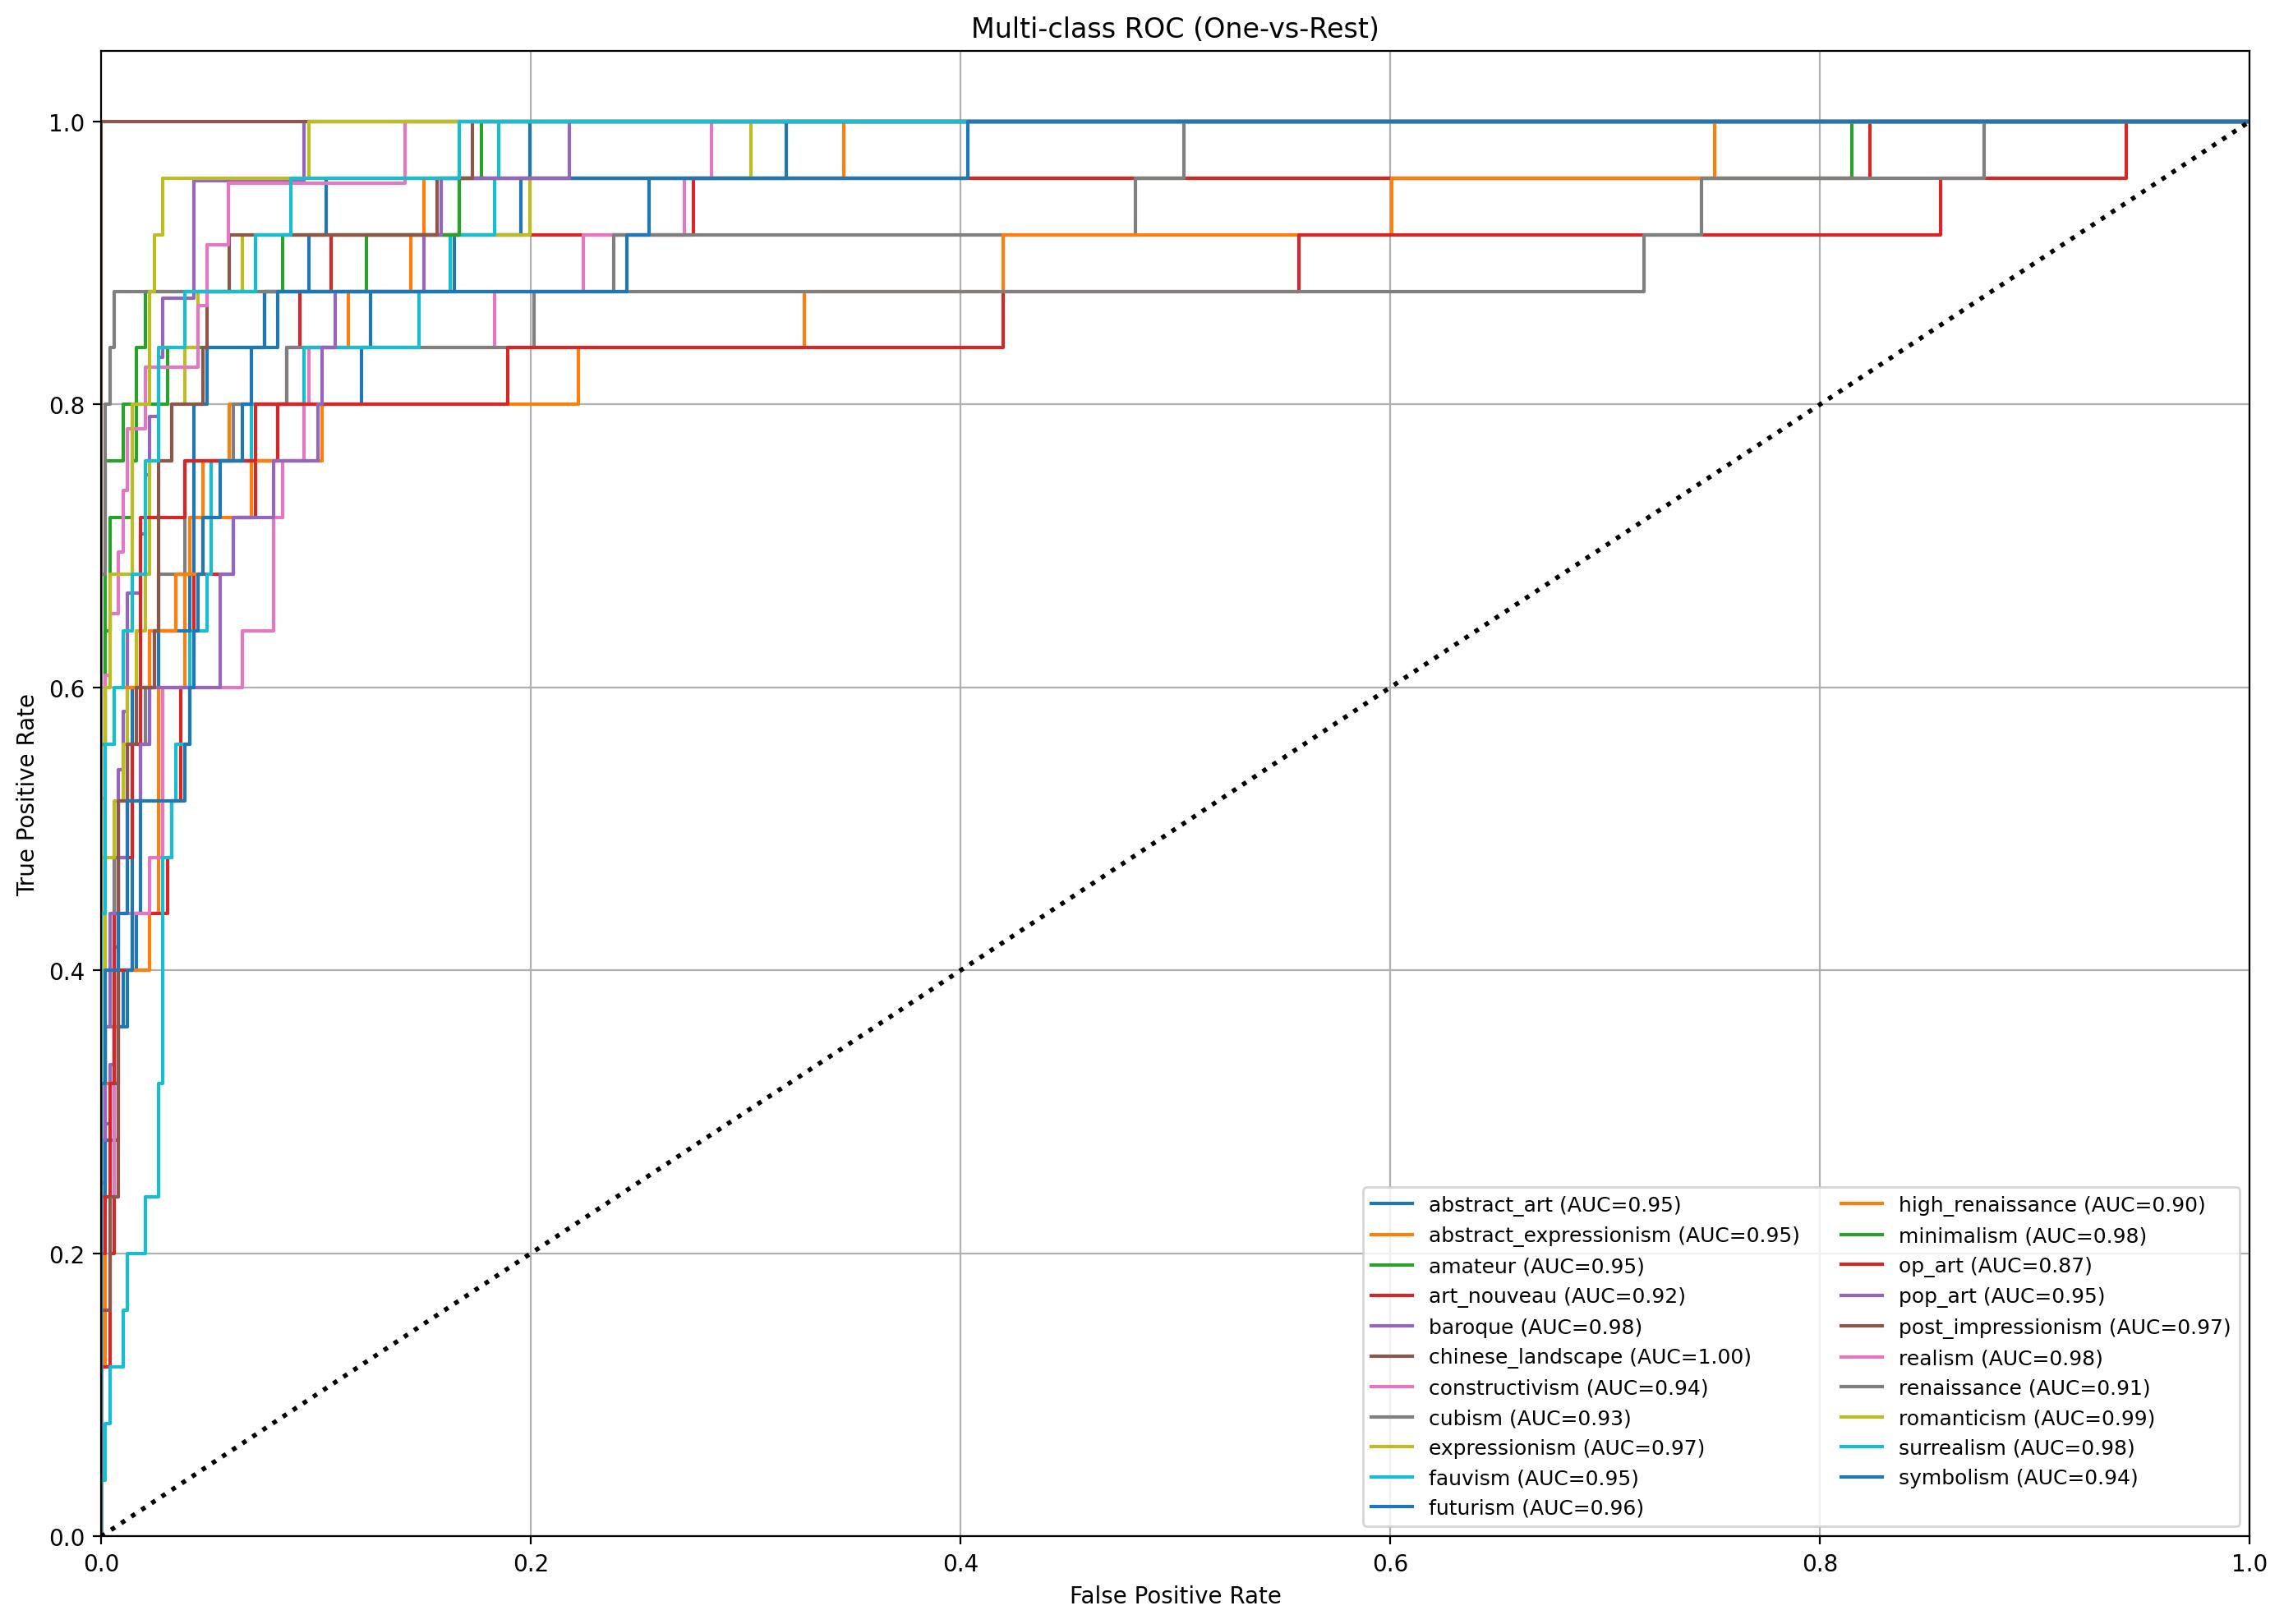 Multi-class ROC (One-vs-Rest)
1.0
0.8
0.6
0.4
0.2
0.0
True Positive Rate
0.0 0.2 0.4 0.6 0.8 1.0
False Positive Rate
abstract_art (AUC=0.95)
abstract_expressionism (AUC=0.95)
amateur (AUC=0.95)
art_nouveau (AUC=0.92)
baroque (AUC=0.98)
chinese_landscape (AUC=1.00)
constructivism (AUC=0.94)
cubism (AUC=0.93)
expressionism (AUC=0.97)
fauvism (AUC=0.95)
futurism (AUC=0.96)
high_renaissance (AUC=0.90)
minimalism (AUC=0.98)
op_art (AUC=0.87)
pop_art (AUC=0.95)
post_impressionism (AUC=0.97)
realism (AUC=0.98)
renaissance (AUC=0.91)
romanticism (AUC=0.99)
surrealism (AUC=0.98)
symbolism (AUC=0.94)